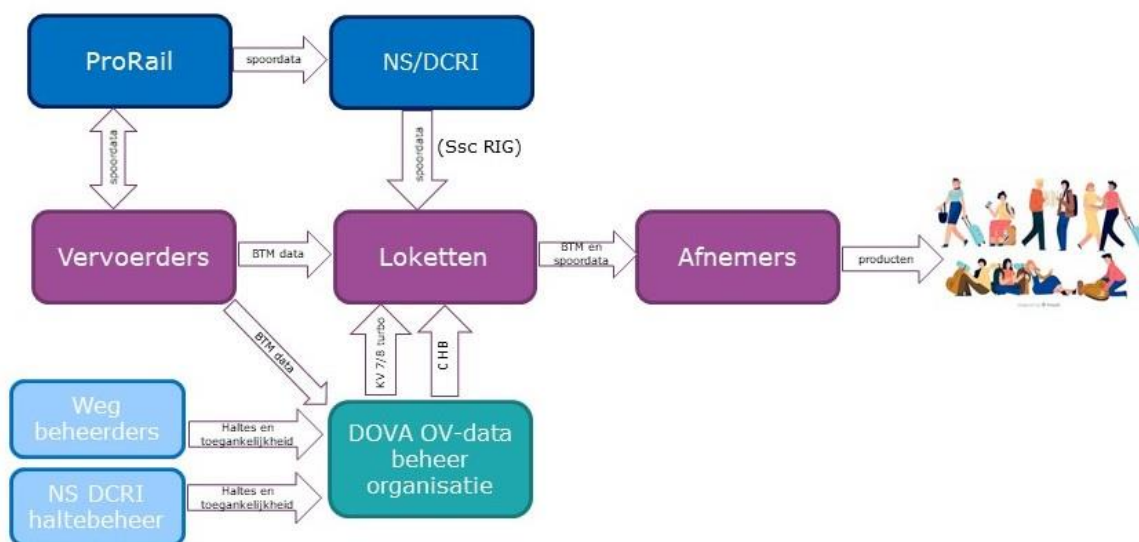 ProRail
spoordata
NS/DCRI
spoordata
spoordata
(Ssc RIG)
Vervoerders
BTM data
Loketten
BTM en
spoordata
Afnemers
producten
BTM data
KV 7/8 turbo
CHB
Weg
beheerders
Haltes en
toegankelijkheid
DOVA OV-data
beheer
organisatie
NS DCRI
haltebeheer
Haltes en
toegankelijkheid